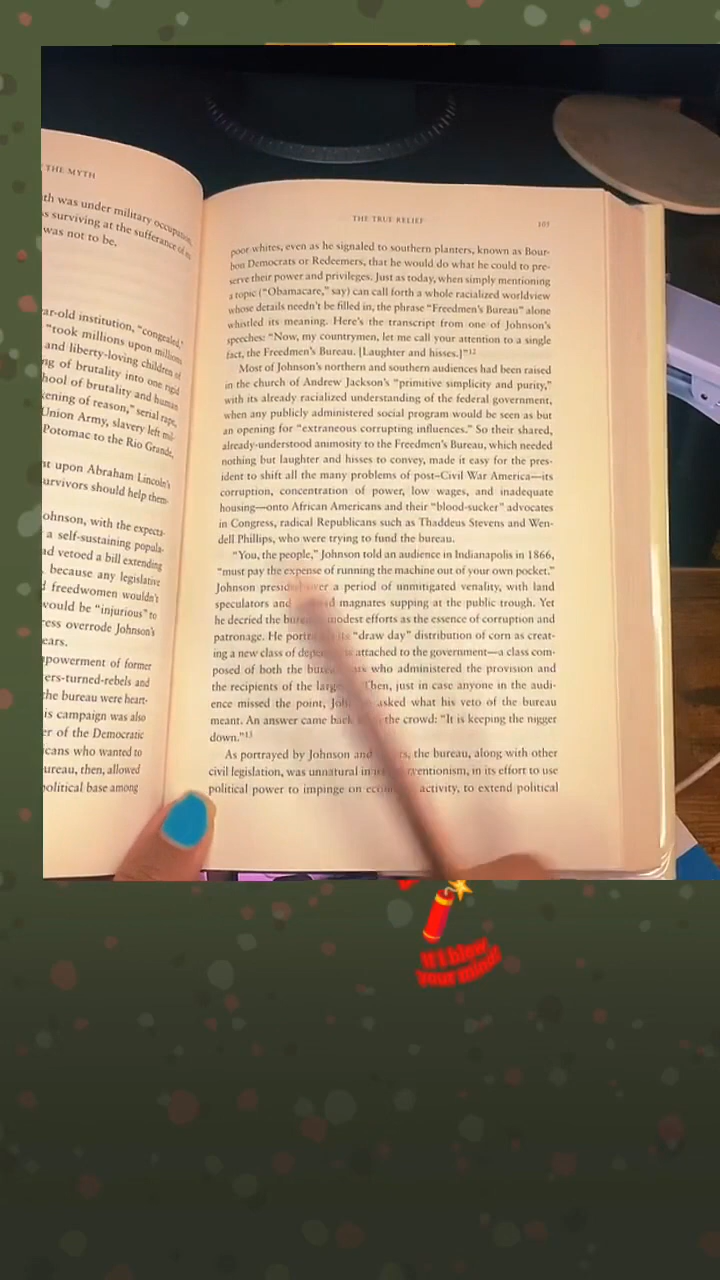 THE MYTH
th was under military occupation,
s surviving at the sufferance of
was not to be.
ar-old institution, "congealed,"
"took millions upon millions
and liberty-loving children of
ng of brutality into one rigid
hool of brutality and human
ening of reason," serial rape,
Union Army, slavery left mil-
Potomac to the Rio Grande,
t upon Abraham Lincoln's
urvivors should help them-
ohnson, with the expecta-
a self-sustaining popula-
ad vetoed a bill extending
because any legislative
d freedwomen wouldn't
would be "injurious" to
ress overrode Johnson's
ears.
powerment of former
ers-turned-rebels and
the bureau were heart-
is campaign was also
er of the Democratic
cans who wanted to
ureau, then, allowed
political base among
THE TRUE RELIEF
103
poor whites, even as he signaled to southern planters, known as Bour-
bon Democrats or Redeemers, that he would do what he could to pre-
serve their power and privileges. Just as today, when simply mentioning
a topic ("Obamacare," say) can call forth a whole racialized worldview
whose details needn't be filled in, the phrase "Freedmen's Bureau" alone
whistled its meaning. Here's the transcript from one of Johnson's
speeches: "Now, my countrymen, let me call your attention to a single
fact, the Freedmen's Bureau. [Laughter and hisses.]"12
Most of Johnson's northern and southern audiences had been raised
in the church of Andrew Jackson's "primitive simplicity and purity,"
with its already racialized understanding of the federal government,
when any publicly administered social program would be seen as but
an opening for "extraneous corrupting influences." So their shared,
already-understood animosity to the Freedmen's Bureau, which needed
nothing but laughter and hisses to convey, made it easy for the pres-
ident to shift all the many problems of post–Civil War America—its
corruption, concentration of power, low wages, and inadequate
housing—onto African Americans and their "blood-sucker" advocates
in Congress, radical Republicans such as Thaddeus Stevens and Wen-
dell Phillips, who were trying to fund the bureau.
"You, the people," Johnson told an audience in Indianapolis in 1866,
"must pay the expense of running the machine out of your own pocket."
Johnson presided over a period of unmitigated venality, with land
speculators and magnates supping at the public trough. Yet
he decried the bureau's modest efforts as the essence of corruption and
patronage. He portrayed its "draw day" distribution of corn as creat-
ing a new class of dependents attached to the government—a class com-
posed of both the bureaucrats who administered the provision and
the recipients of the largesse. Then, just in case anyone in the audi-
ence missed the point, Johnson asked what his veto of the bureau
meant. An answer came back from the crowd: "It is keeping the nigger
down."13
As portrayed by Johnson and others, the bureau, along with other
civil legislation, was unnatural in its interventionism, in its effort to use
political power to impinge on economic activity, to extend political
If I blew
your mind!